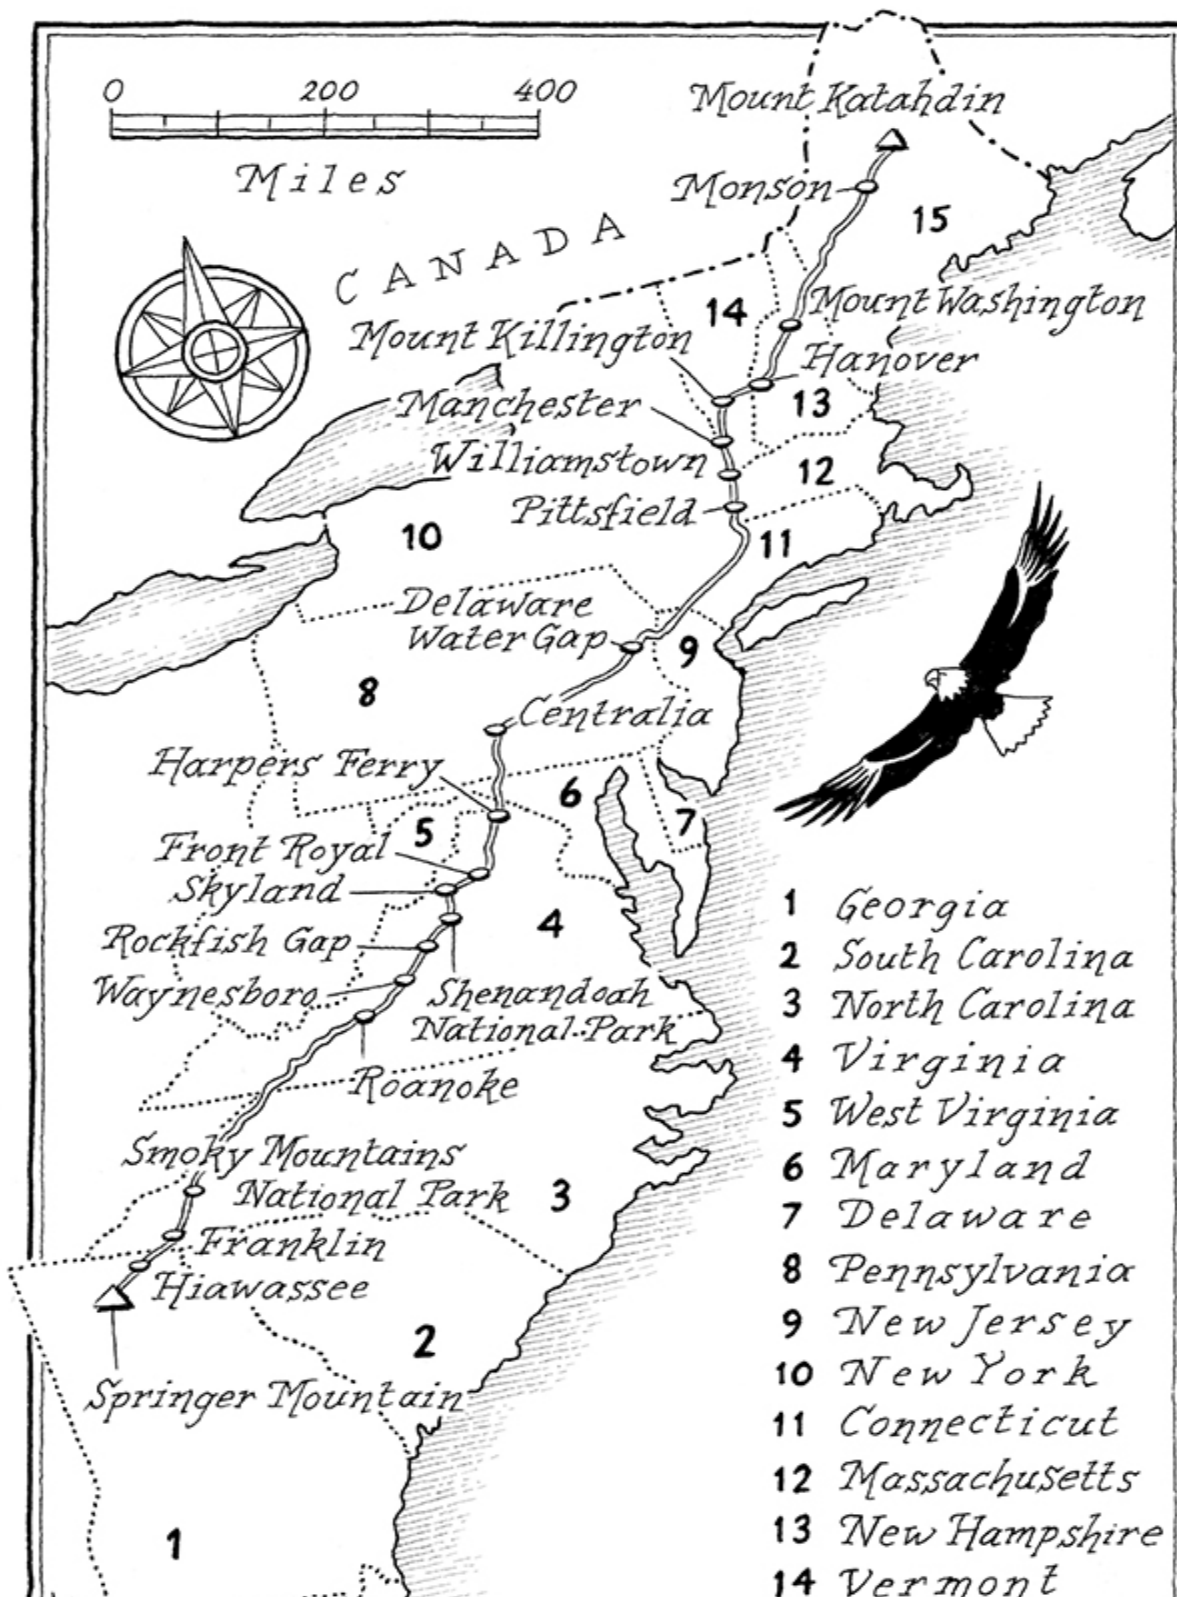 0 200 400
Miles
CANADA
Mount Katahdin
Monson
15
14
Mount Washington
Mount Killington
Hanover
Manchester
13
Williamstown
12
Pittsfield
10
11
Delaware
Water Gap
9
8
Centralia
Harpers Ferry
6
5
7
Front Royal
Skyland
4
Rockfish Gap
Waynesboro
Shenandoah
National Park
Roanoke
Smoky Mountains
National Park
3
Franklin
Hiawassee
2
Springer Mountain
1
1 Georgia
2 South Carolina
3 North Carolina
4 Virginia
5 West Virginia
6 Maryland
7 Delaware
8 Pennsylvania
9 New Jersey
10 New York
11 Connecticut
12 Massachusetts
13 New Hampshire
14 Vermont